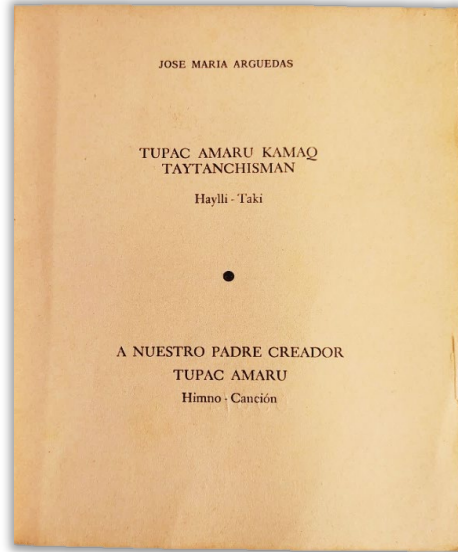 JOSE MARIA ARGUEDAS
TUPAC AMARU KAMAQ
TAYTANCHISMAN
Haylli - Taki
A NUESTRO PADRE CREADOR
TUPAC AMARU
Himno - Canción